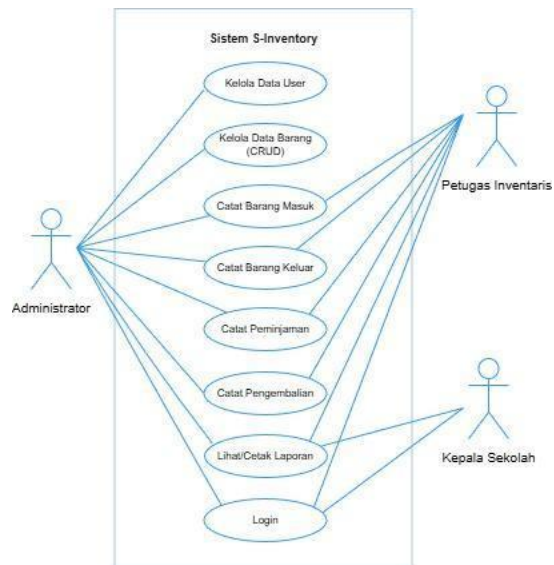 Sistem S-Inventory
Kelola Data User
Kelola Data Barang
(CRUD)
Catat Barang Masuk
Catat Barang Keluar
Catat Peminjaman
Catat Pengembalian
Lihat/Cetak Laporan
Login
Administrator
Petugas Inventaris
Kepala Sekolah